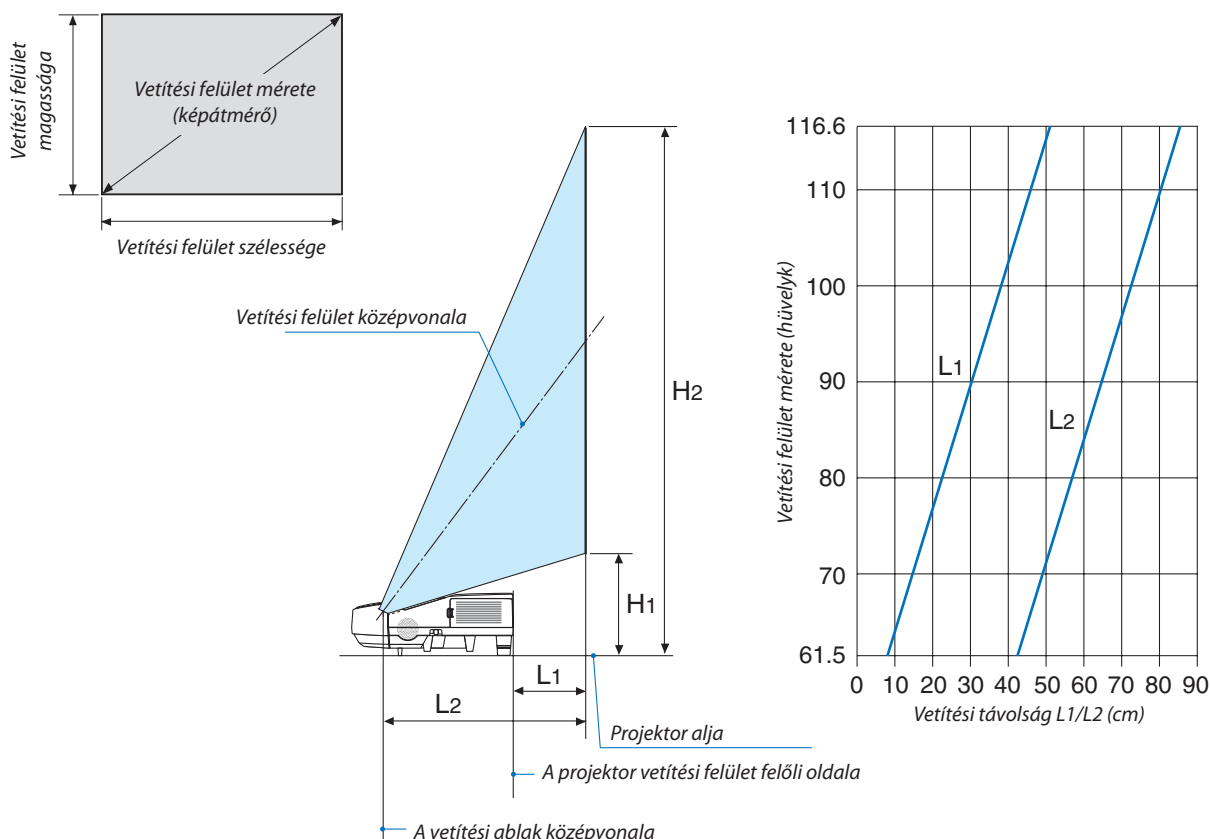 Vetítési felület
magassága
Vetítési felület mérete
(képátmérő)
Vetítési felület szélessége
Vetítési felület középvonala
H2
H1
L1
L2
Projektor alja
A projektor vetítési felület felőli oldala
A vetítési ablak középvonala
Vetítési felület mérete (hüvelyk)
116.6
110
100
90
80
70
61.5
L1
L2
0 10 20 30 40 50 60 70 80 90
Vetítési távolság L1/L2 (cm)